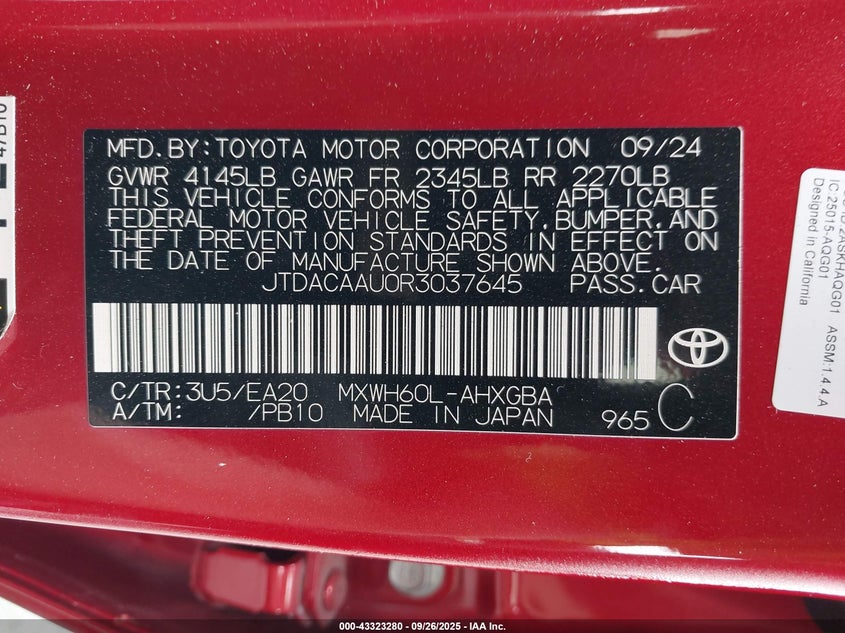 MFD.BY:TOYOTA MOTOR CORPORATION 09/24
GVWR 4145LB GAWR FR 2345LB RR 2270LB
THIS VEHICLE CONFORMS TO ALL APPLICABLE
FEDERAL MOTOR VEHICLE SAFETY,BUMPER,AND
THEFT PREVENTION STANDARDS IN EFFECT ON
THE DATE OF MANUFACTURE SHOWN ABOVE.
JTDACAAU0R3037645 PASS.CAR
C/TR:3U5/EA20 MXWH60L-AHXGBA
A/TM: /PB10 MADE IN JAPAN 965 C
IC:25015-AQG01 ASSM:1.4.4.A
Designed in California
000-43323280 - 09/26/2025 - IAA Inc.